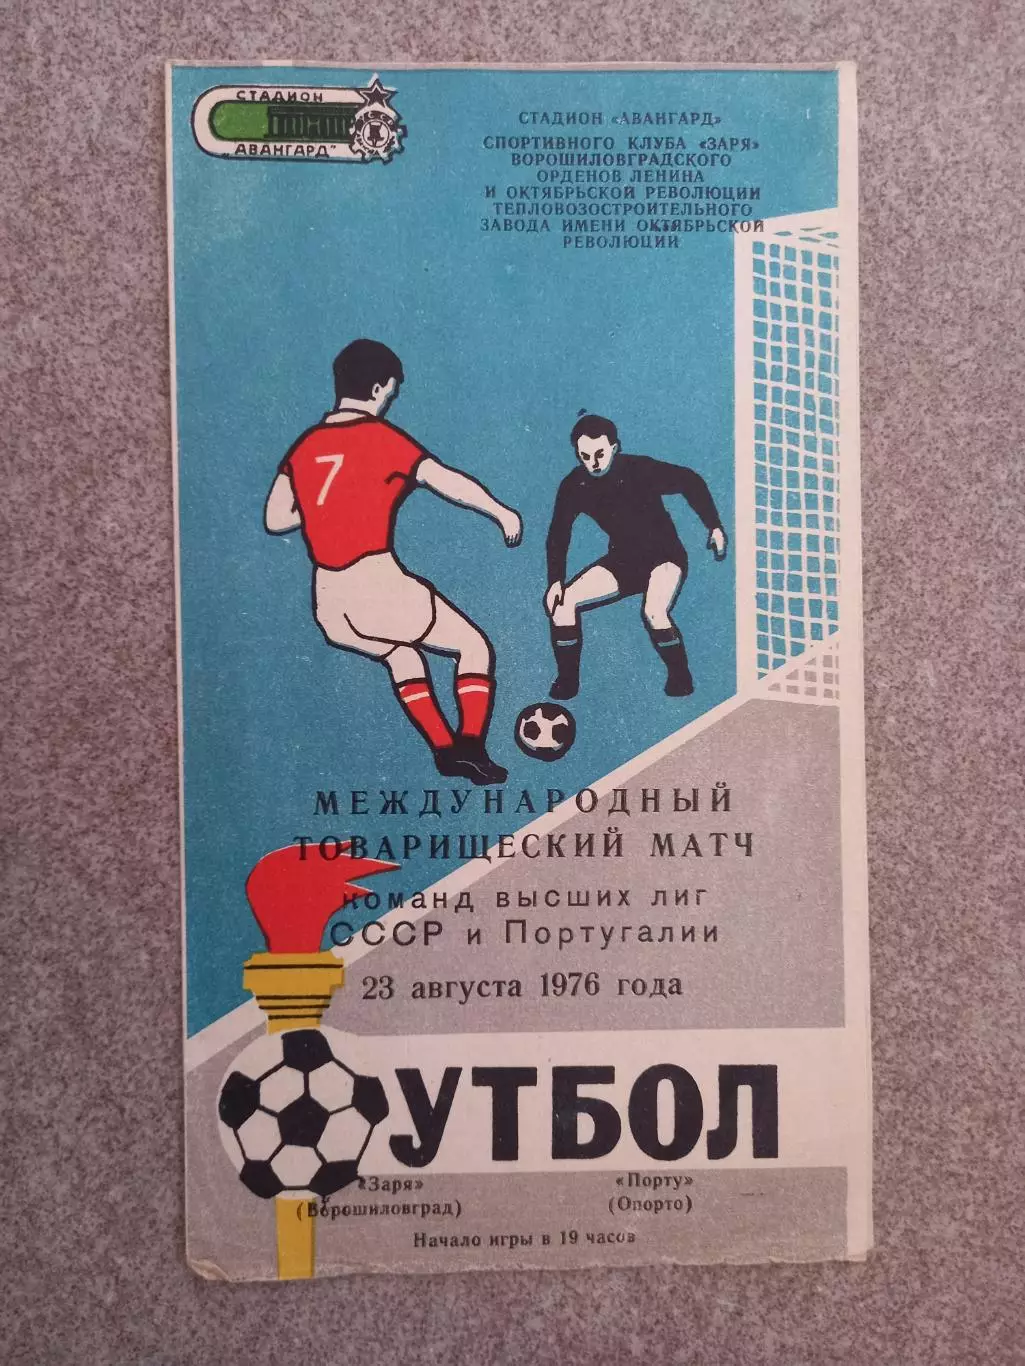 СТАДИОН
„АВАНГАРД"
СТАДИОН «АВАНГАРД»
СПОРТИВНОГО КЛУБА «ЗАРЯ»
ВОРОШИЛОВГРАДСКОГО
ОРДЕНОВ ЛЕНИНА
И ОКТЯБРЬСКОЙ РЕВОЛЮЦИИ
ТЕПЛОВОЗОСТРОИТЕЛЬНОГО
ЗАВОДА ИМЕНИ ОКТЯБРЬСКОЙ
РЕВОЛЮЦИИ
7
МЕЖДУНАРОДНЫЙ
ТОВАРИЩЕСКИЙ МАТЧ
команд высших лиг
СССР и Португалии
23 августа 1976 года
ФУТБОЛ
«Заря» «Порту»
(Ворошиловград) (Опорто)
Начало игры в 19 часов